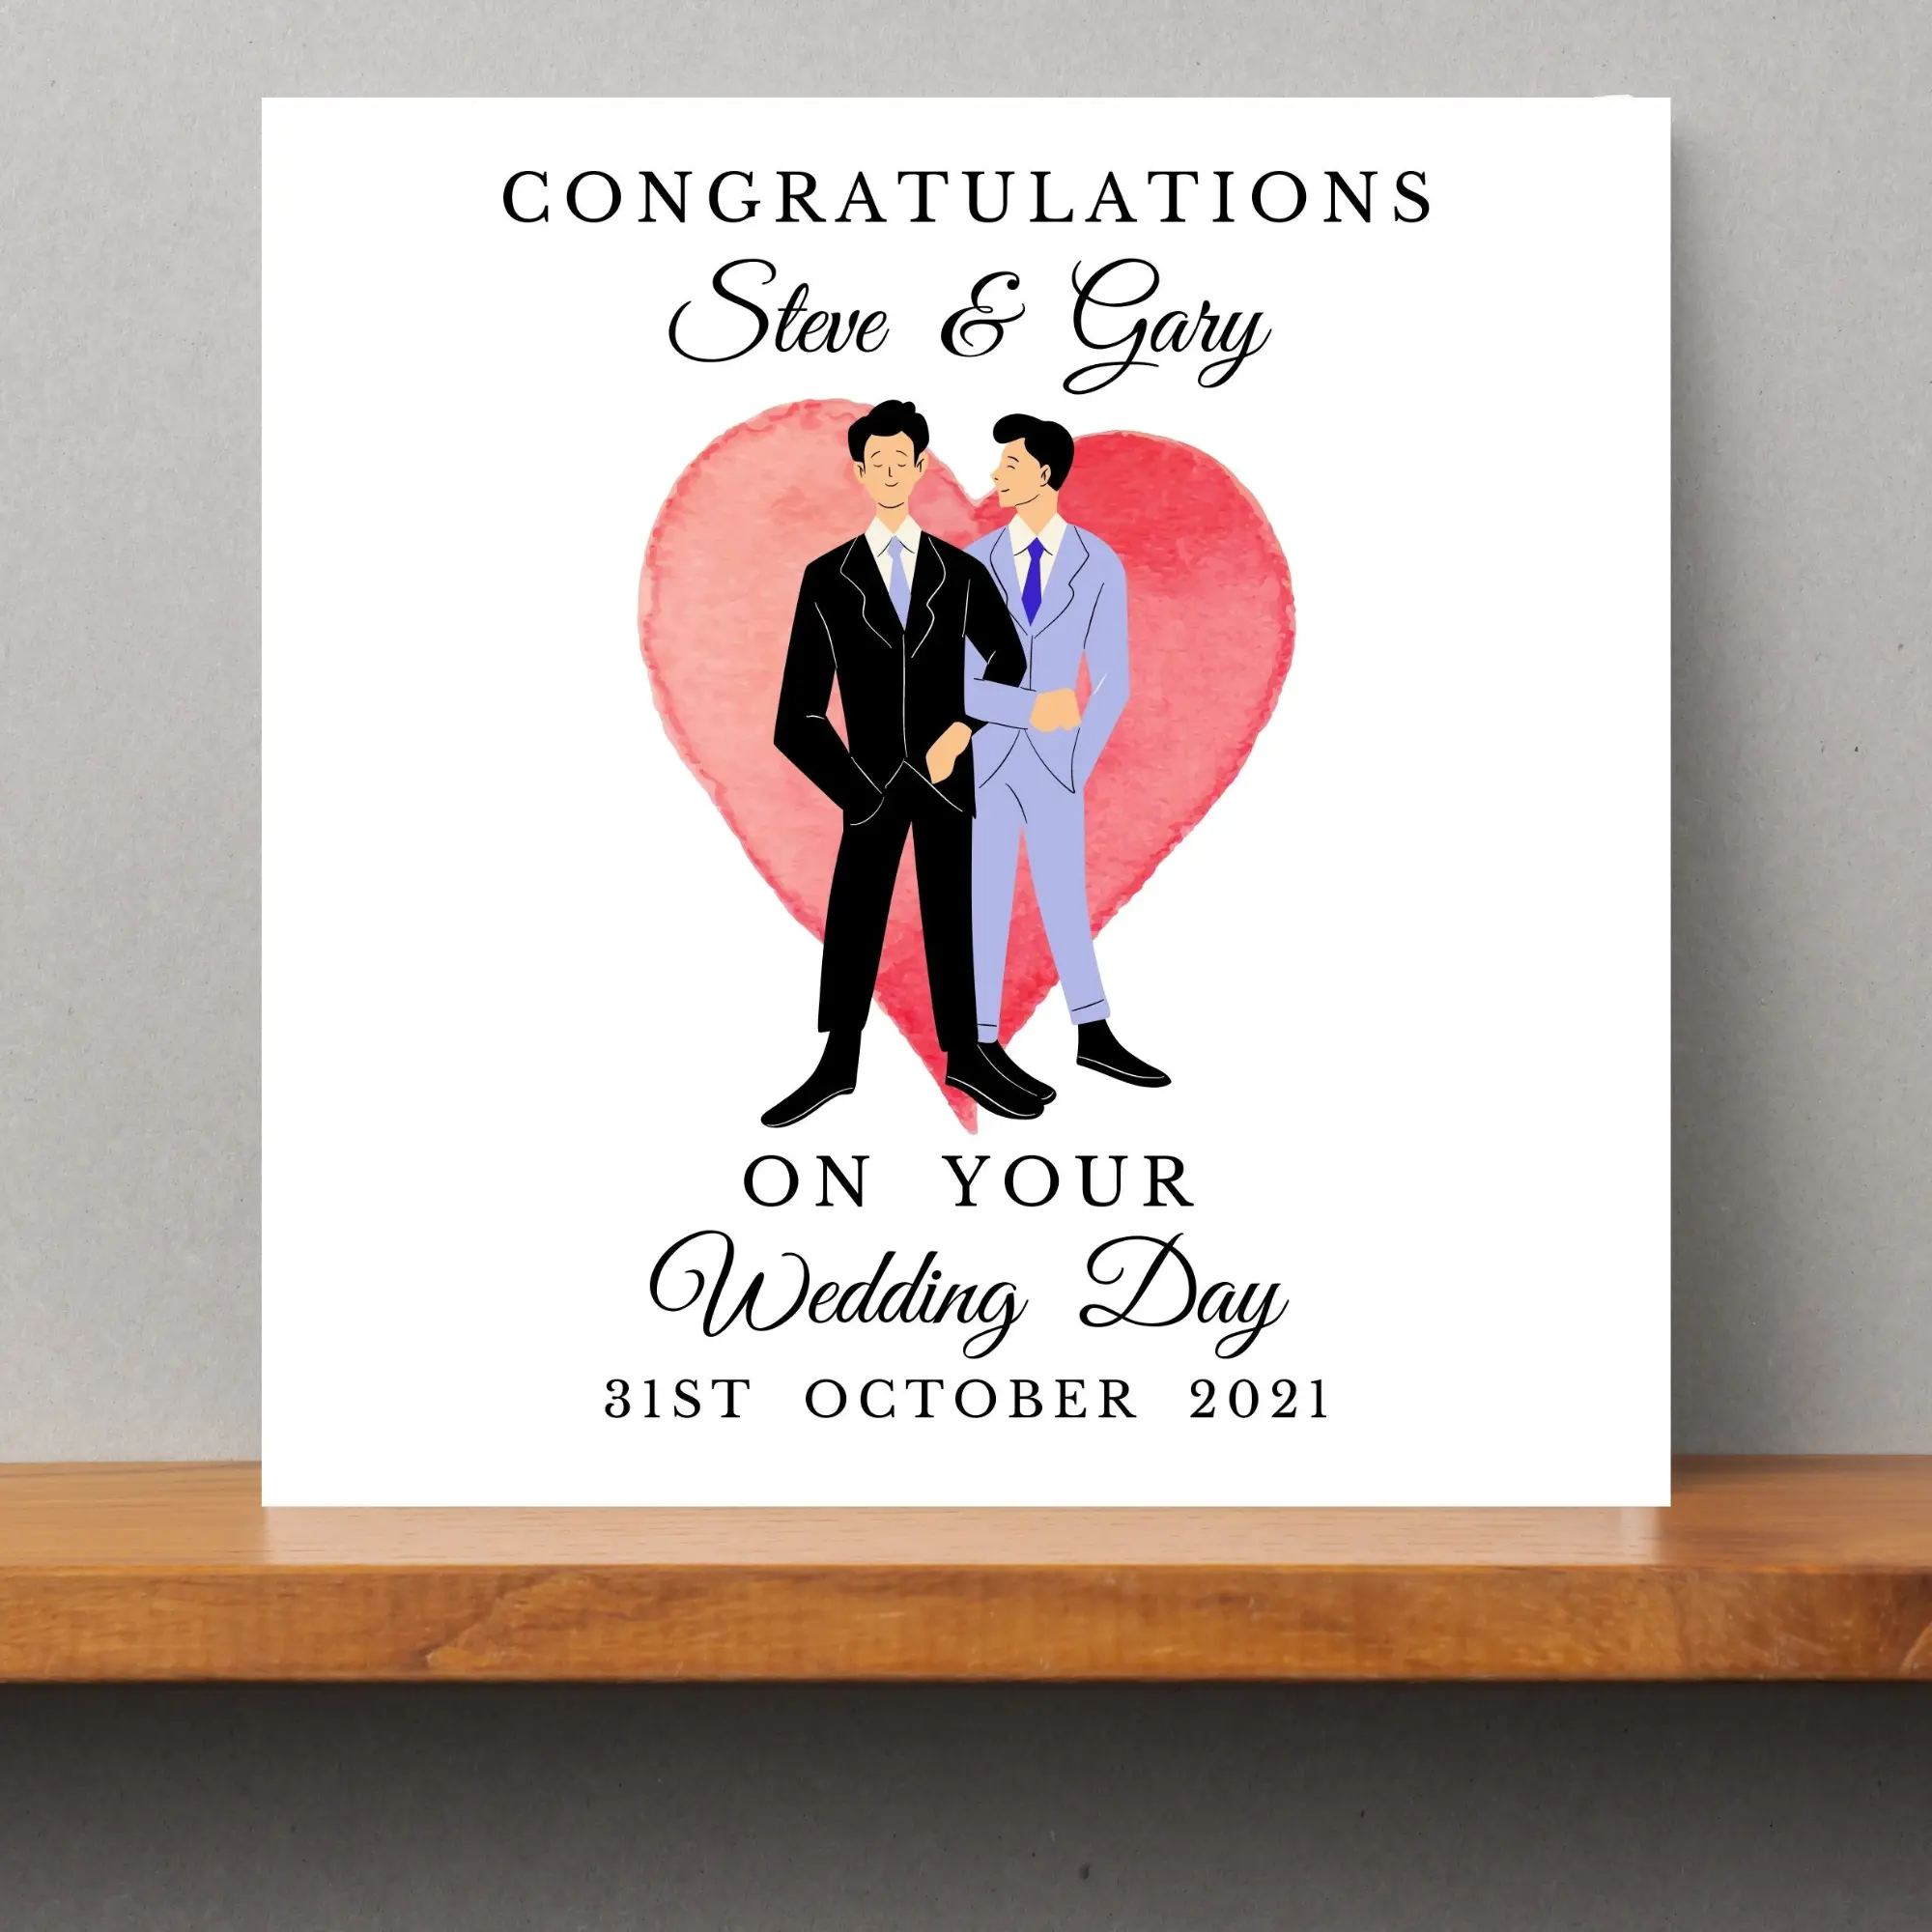 CONGRATULATIONS
Steve & Gary
ON YOUR
Wedding Day
31ST OCTOBER 2021